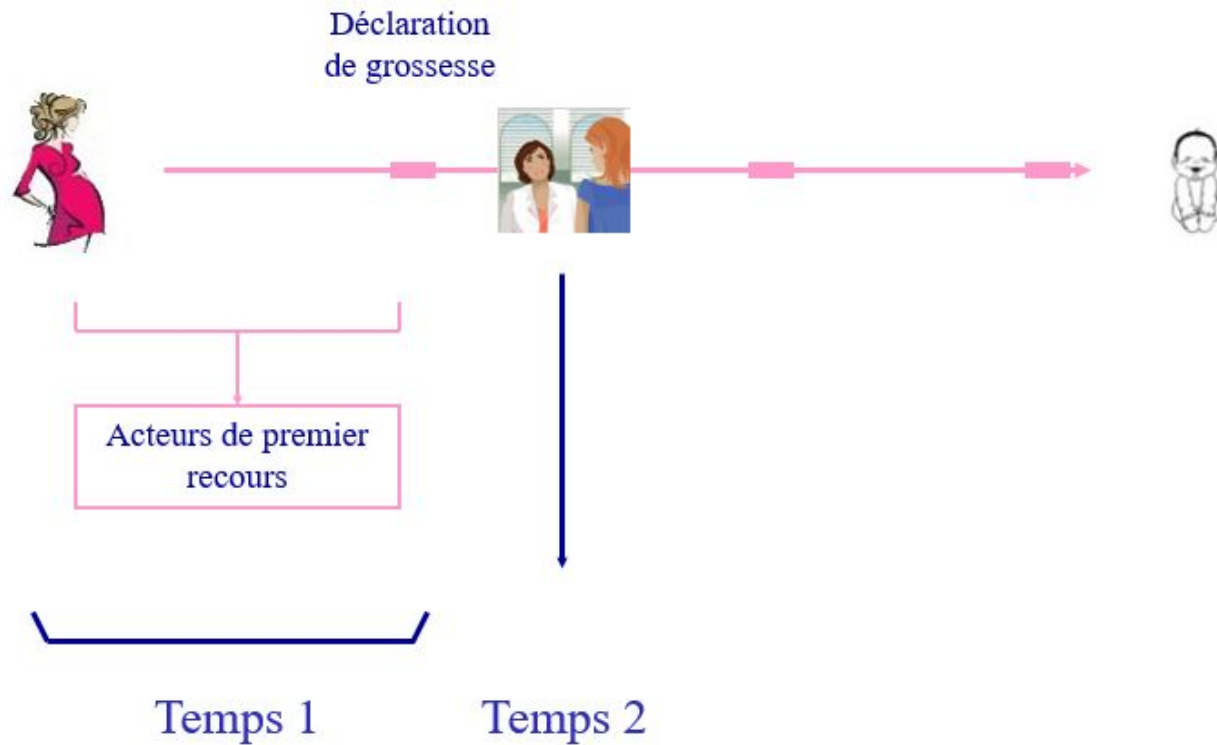 Déclaration
de grossesse
Acteurs de premier
recours
Temps 1
Temps 2